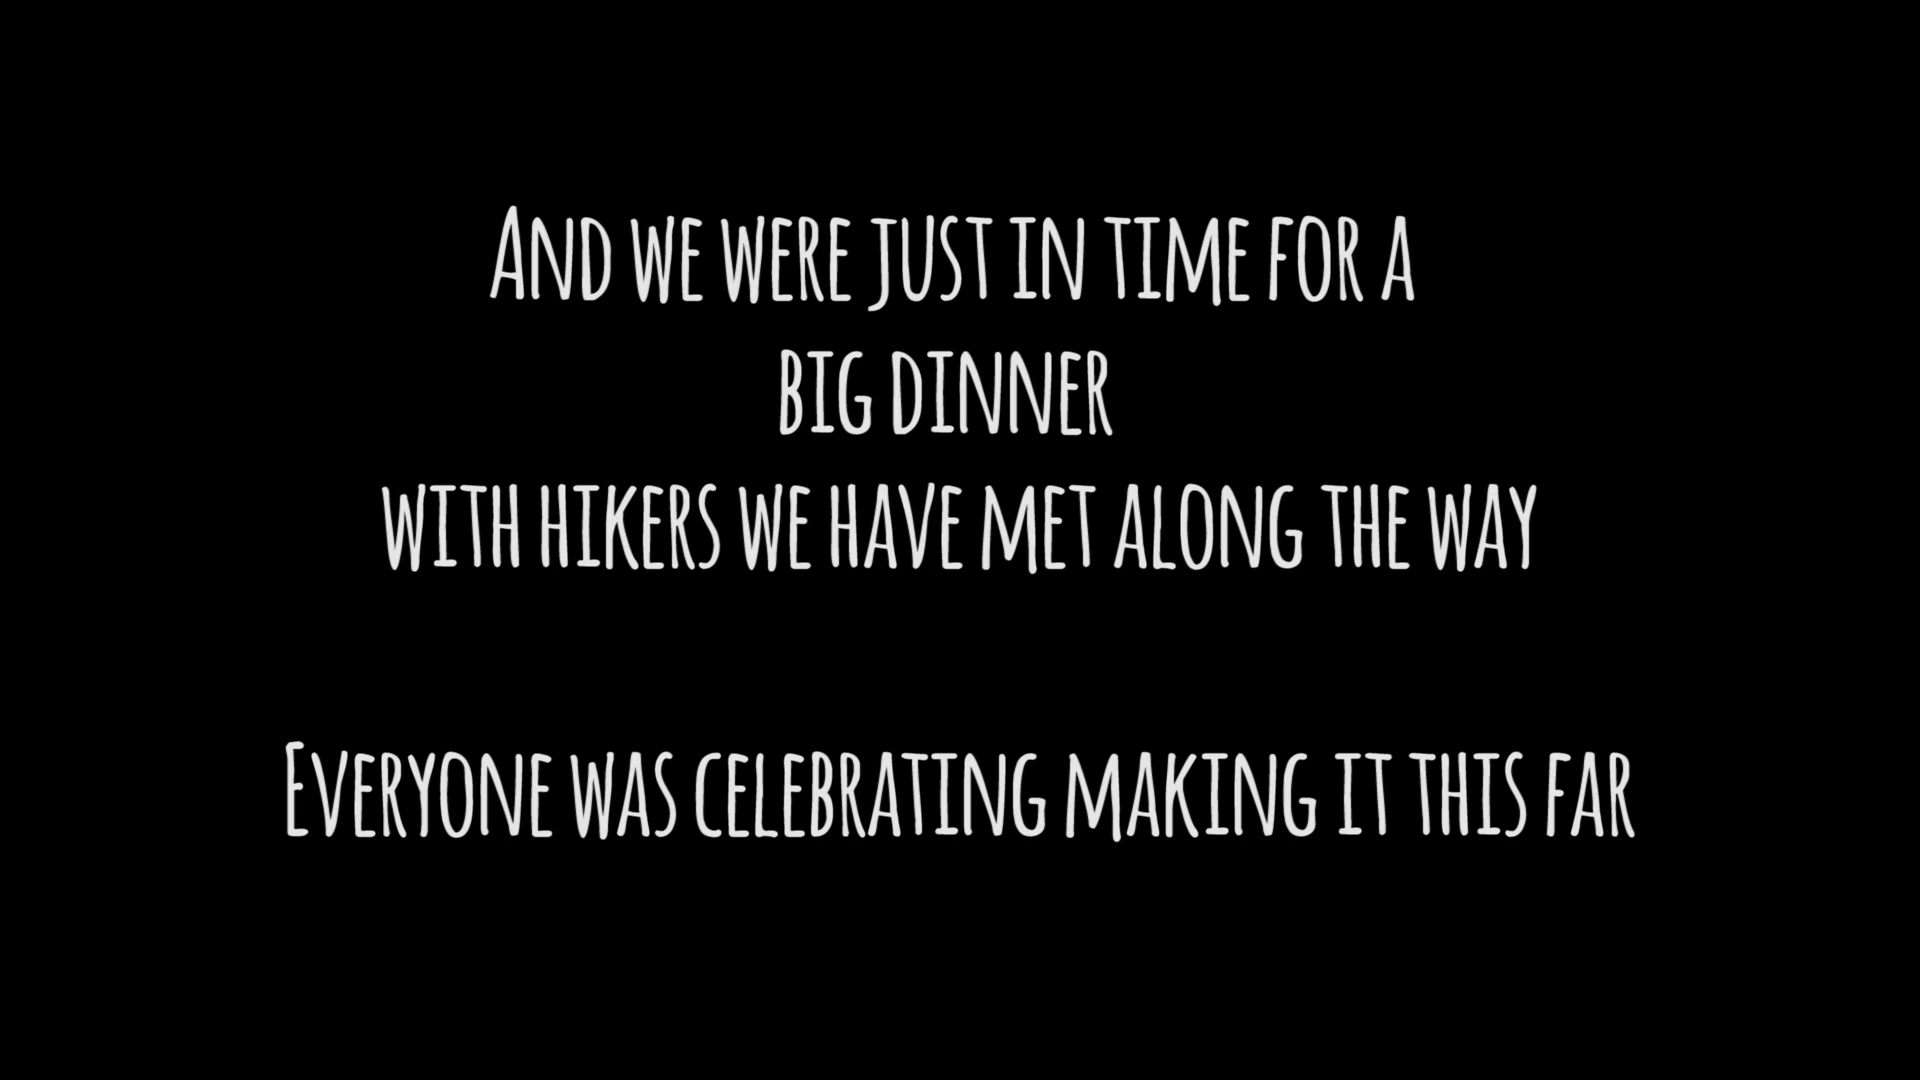 And we were just in time for a
big dinner
with hikers we have met along the way
Everyone was celebrating making it this far